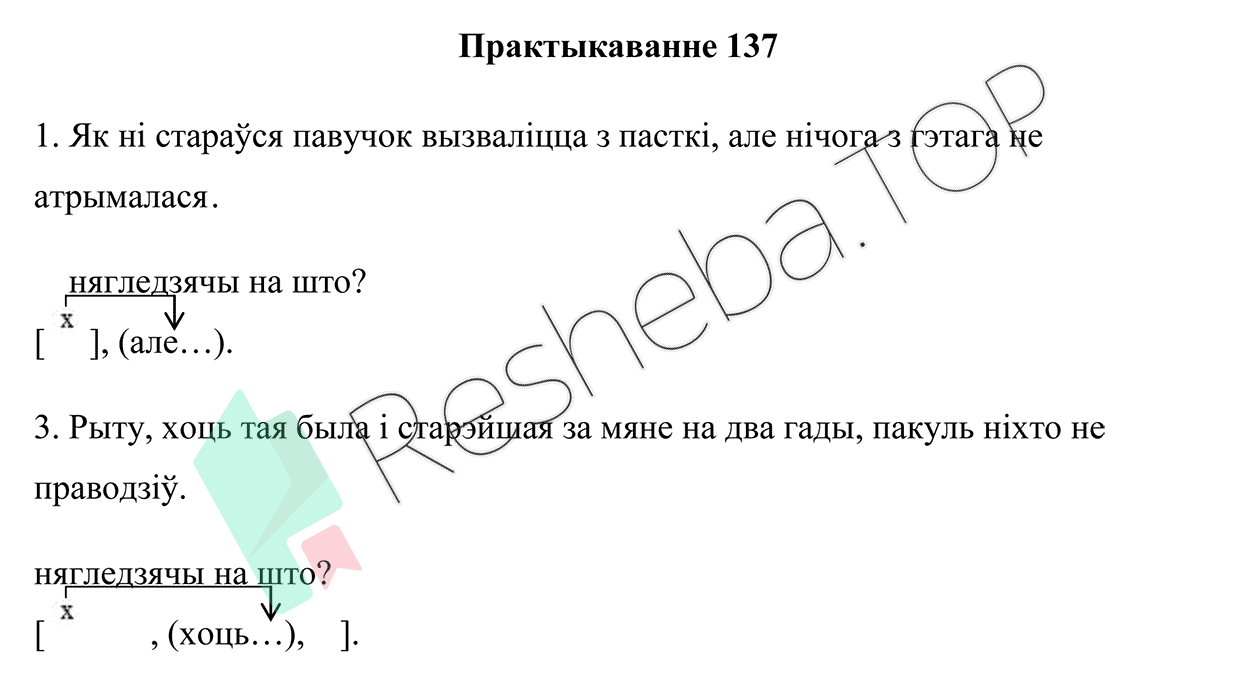 Практыкаванне 137
1. Як ні стараўся павучок вызваліцца з пасткі, але нічога з гэтага не
атрымалася.
нягледзячы на што?
х
[ ], (але…).
3. Рыту, хоць тая была і старэйшая за мяне на два гады, пакуль ніхто не
праводзіў.
нягледзячы на што?
х
[ , (хоць…), ].
Resheba.TOP